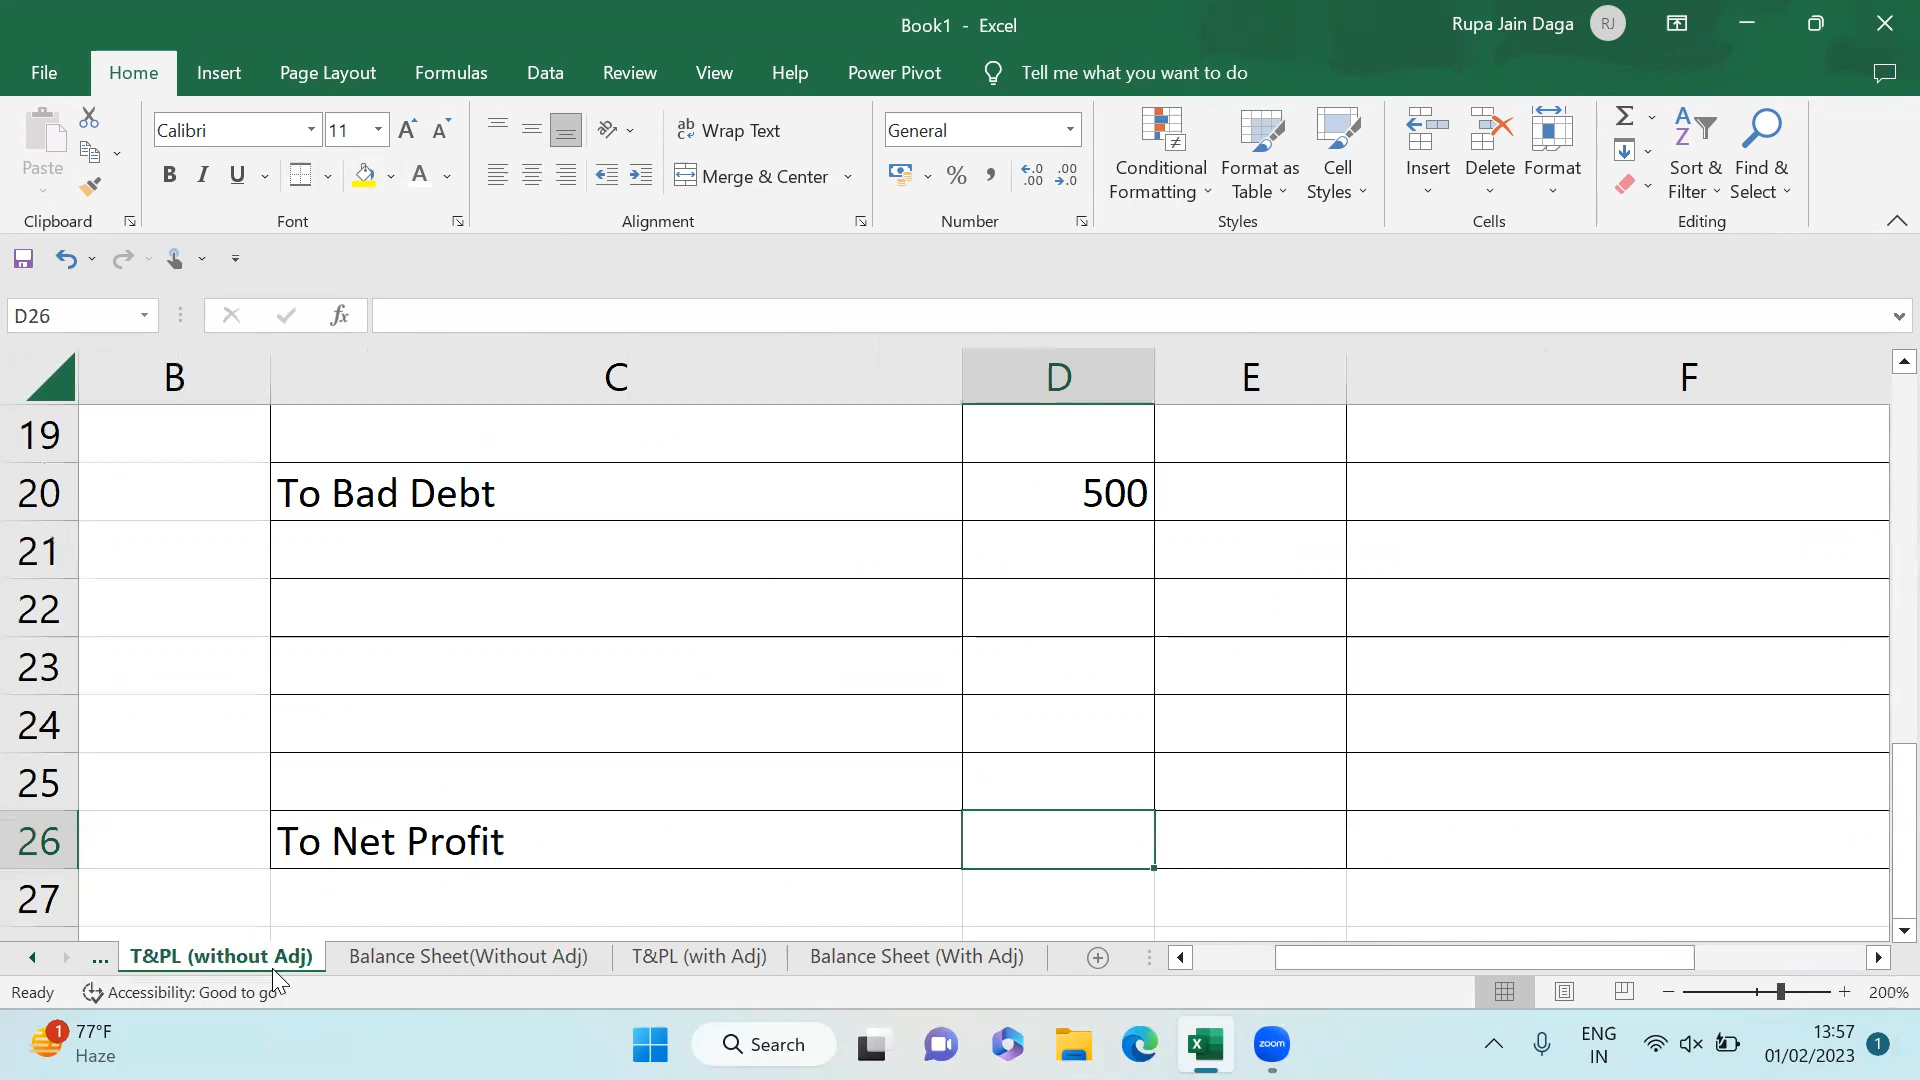 Book1 - Excel
Rupa Jain Daga
RJ
File
Home
Insert
Page Layout
Formulas
Data
Review
View
Help
Power Pivot
Tell me what you want to do
Paste
Clipboard
Calibri
11
A A
B I U A
Font
ab Wrap Text
Merge & Center
Alignment
General
% ,
Number
Conditional
Formatting
Format as
Table
Cell
Styles
Styles
Insert
Delete
Format
Cells
Sort &
Filter
Find &
Select
Editing
D26
fx
B
C
D
E
F
19
20
To Bad Debt
500
21
22
23
24
25
26
To Net Profit
27
...
T&PL (without Adj)
Balance Sheet(Without Adj)
T&PL (with Adj)
Balance Sheet (With Adj)
Ready
Accessibility: Good to go
200%
1
77°F
Haze
Search
zoom
ENG
IN
13:57
01/02/2023
1